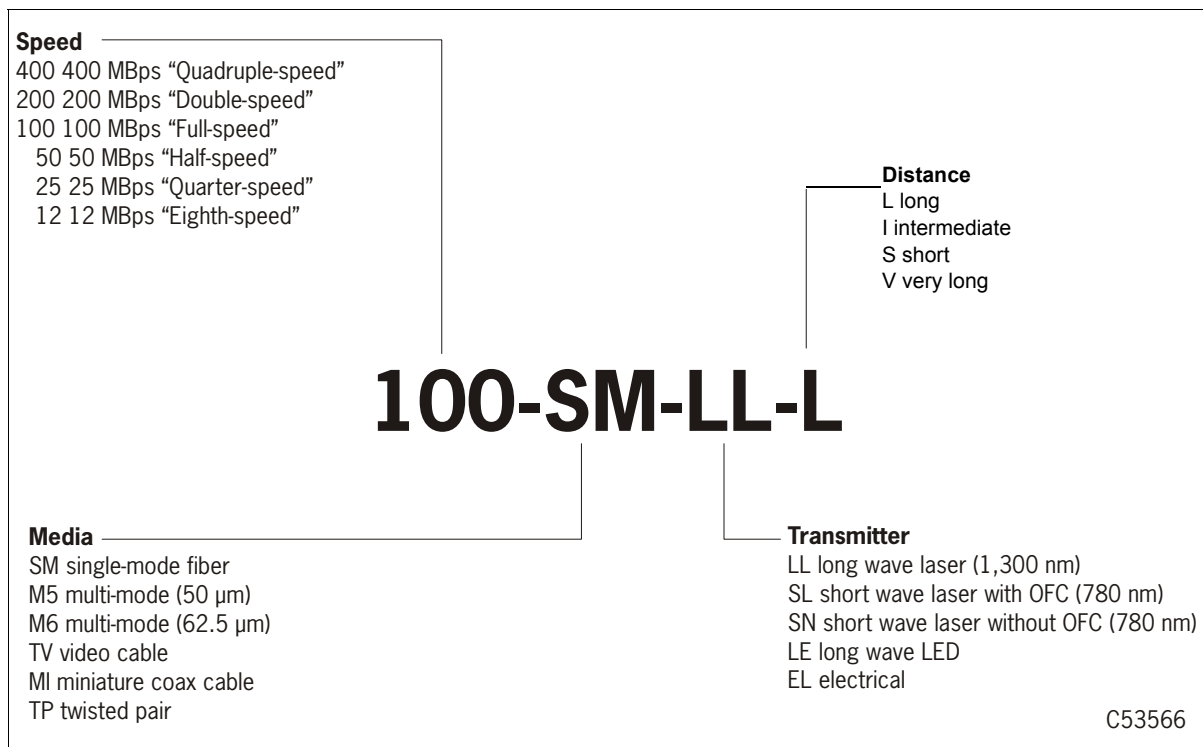 Speed
400 400 MBps “Quadruple-speed”
200 200 MBps “Double-speed”
100 100 MBps “Full-speed”
50 50 MBps “Half-speed”
25 25 MBps “Quarter-speed”
12 12 MBps “Eighth-speed”
Distance
L long
I intermediate
S short
V very long
100-SM-LL-L
Media
SM single-mode fiber
M5 multi-mode (50 µm)
M6 multi-mode (62.5 µm)
TV video cable
MI miniature coax cable
TP twisted pair
Transmitter
LL long wave laser (1,300 nm)
SL short wave laser with OFC (780 nm)
SN short wave laser without OFC (780 nm)
LE long wave LED
EL electrical
C53566